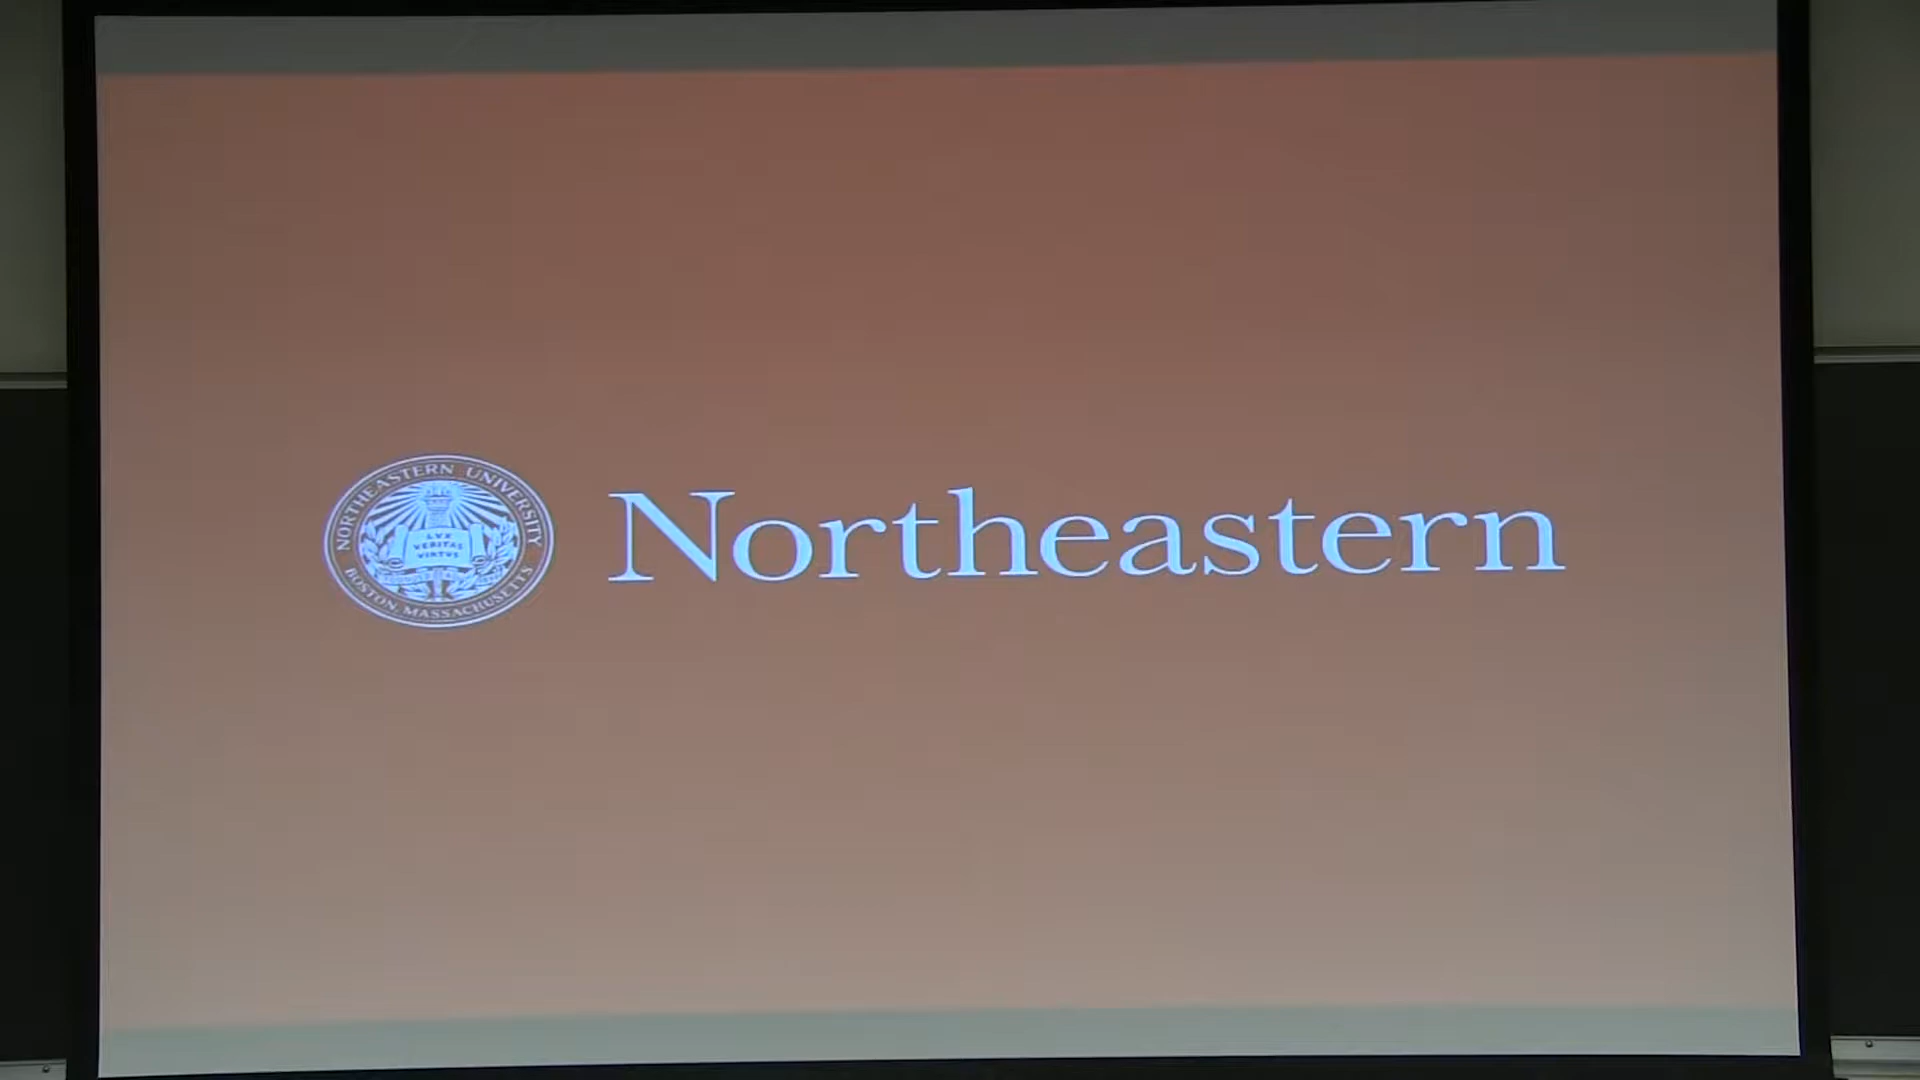 NORTHEASTERN UNIVERSITY
LVX
VERITAS
VIRTVS
BOSTON, MASSACHUSETTS
Northeastern